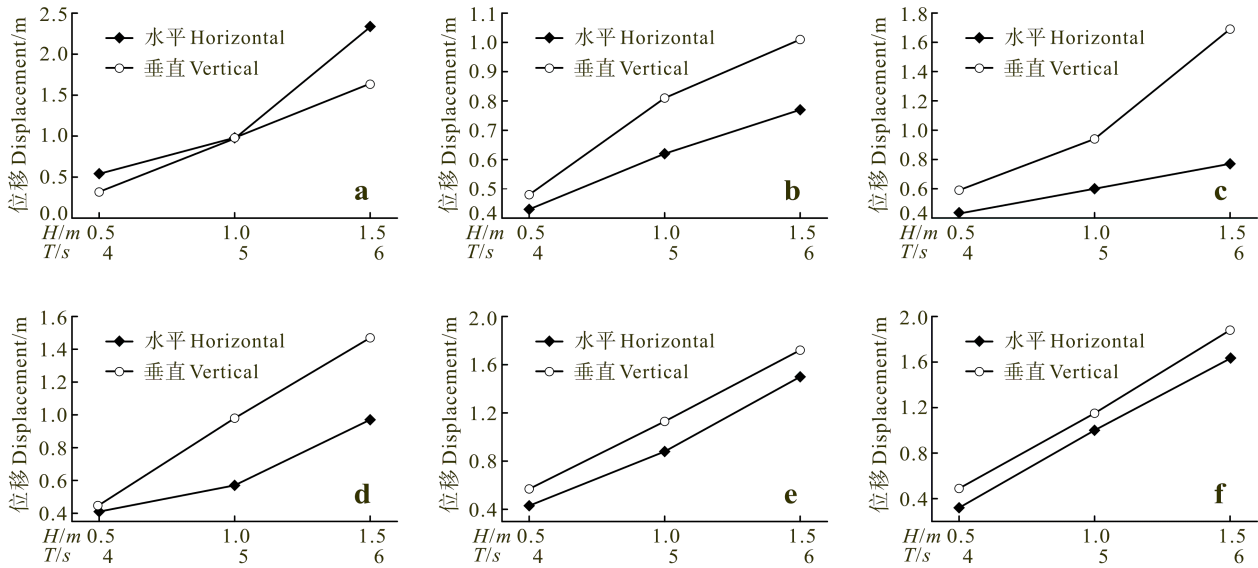 位移 Displacement/m
2.5
2.5
2.0
1.5
1.0
0.5
0.0
水平 Horizontal
垂直 Vertical
a
H/m 0.5 1.0 1.5
T/s 4 5 6
位移 Displacement/m
1.1
1.0
0.9
0.8
0.7
0.6
0.5
0.4
水平 Horizontal
垂直 Vertical
b
H/m 0.5 1.0 1.5
T/s 4 5 6
位移 Displacement/m
1.8
1.6
1.4
1.2
1.0
0.8
0.6
0.4
水平 Horizontal
垂直 Vertical
c
H/m 0.5 1.0 1.5
T/s 4 5 6
位移 Displacement/m
1.6
1.4
1.2
1.0
0.8
0.6
0.4
水平 Horizontal
垂直 Vertical
d
H/m 0.5 1.0 1.5
T/s 4 5 6
位移 Displacement/m
2.0
1.6
1.2
0.8
0.4
水平 Horizontal
垂直 Vertical
e
H/m 0.5 1.0 1.5
T/s 4 5 6
位移 Displacement/m
2.0
1.6
1.2
0.8
0.4
水平 Horizontal
垂直 Vertical
f
H/m 0.5 1.0 1.5
T/s 4 5 6